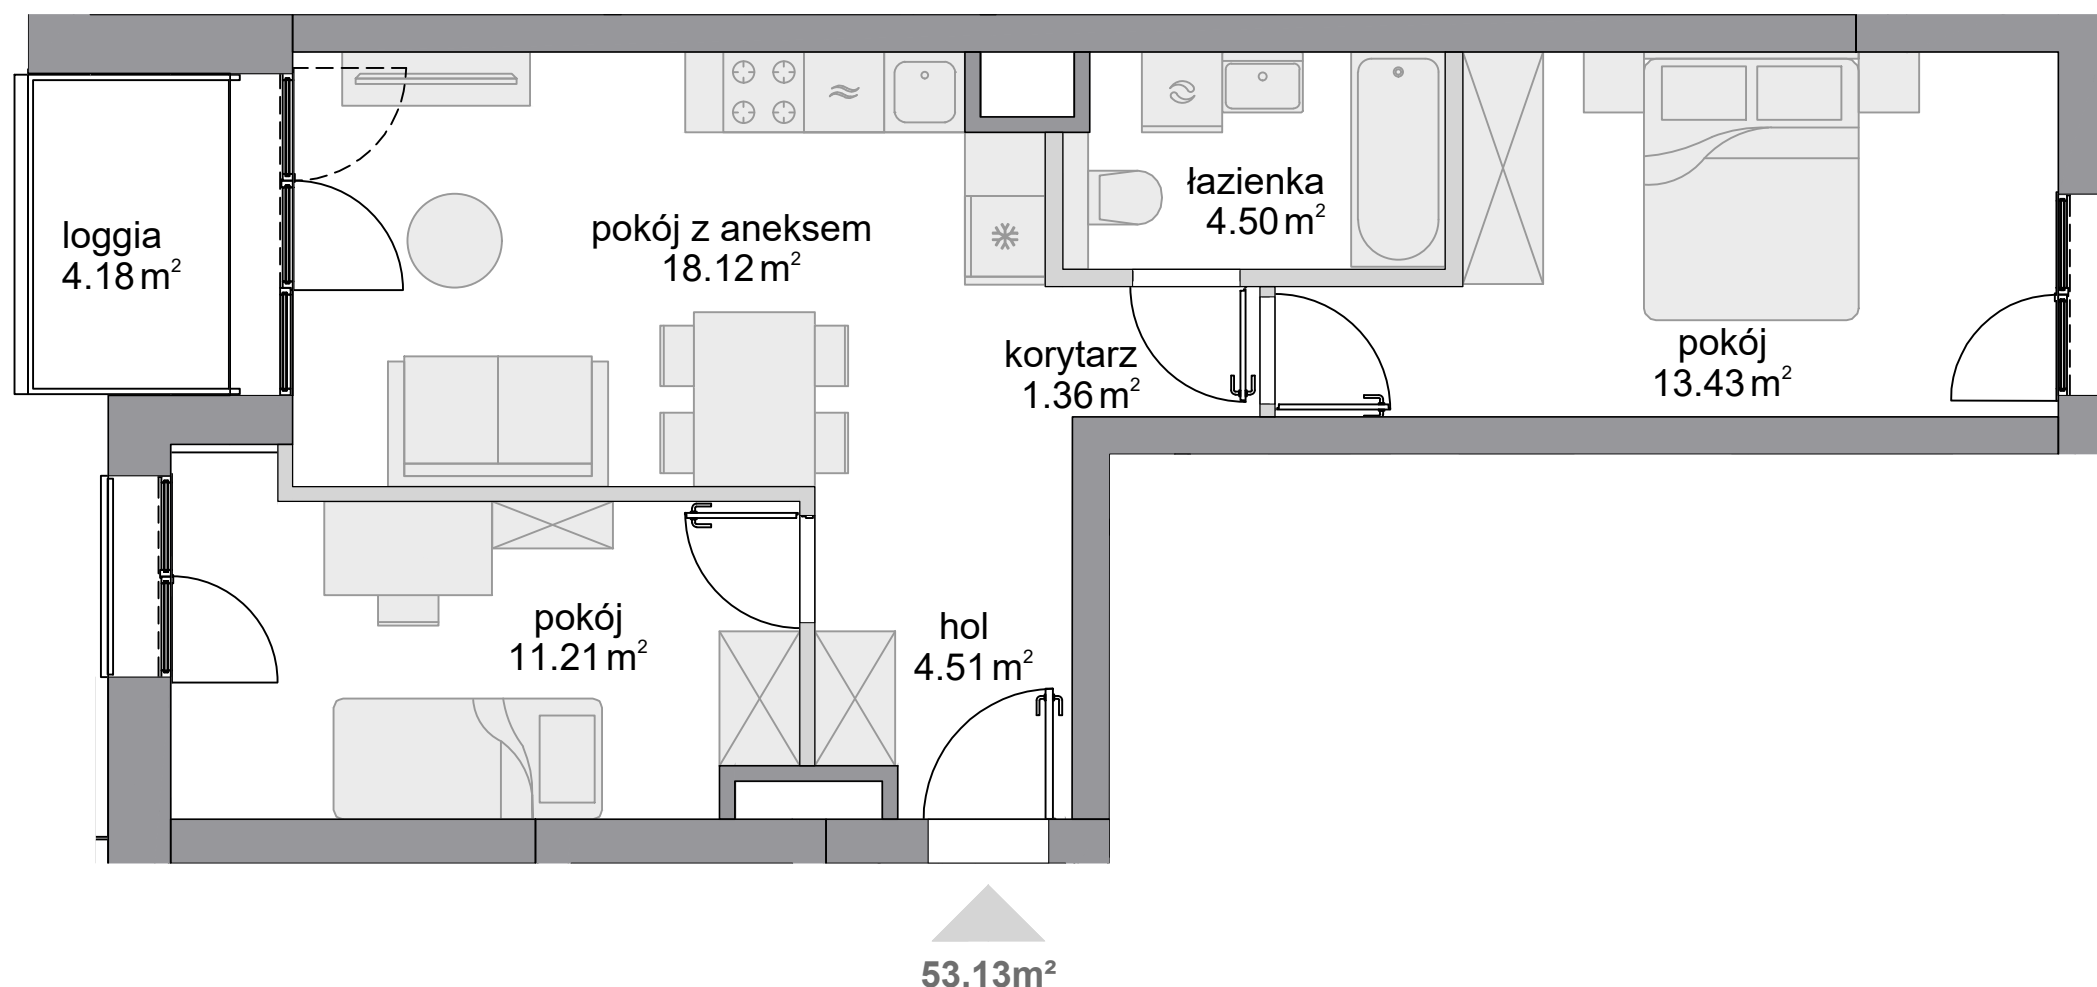 łazienka
4.50 m²
loggia
4.18 m²
pokój z aneksem
18.12 m²
korytarz
1.36 m²
pokój
13.43 m²
pokój
11.21 m²
hol
4.51 m²
53.13m²